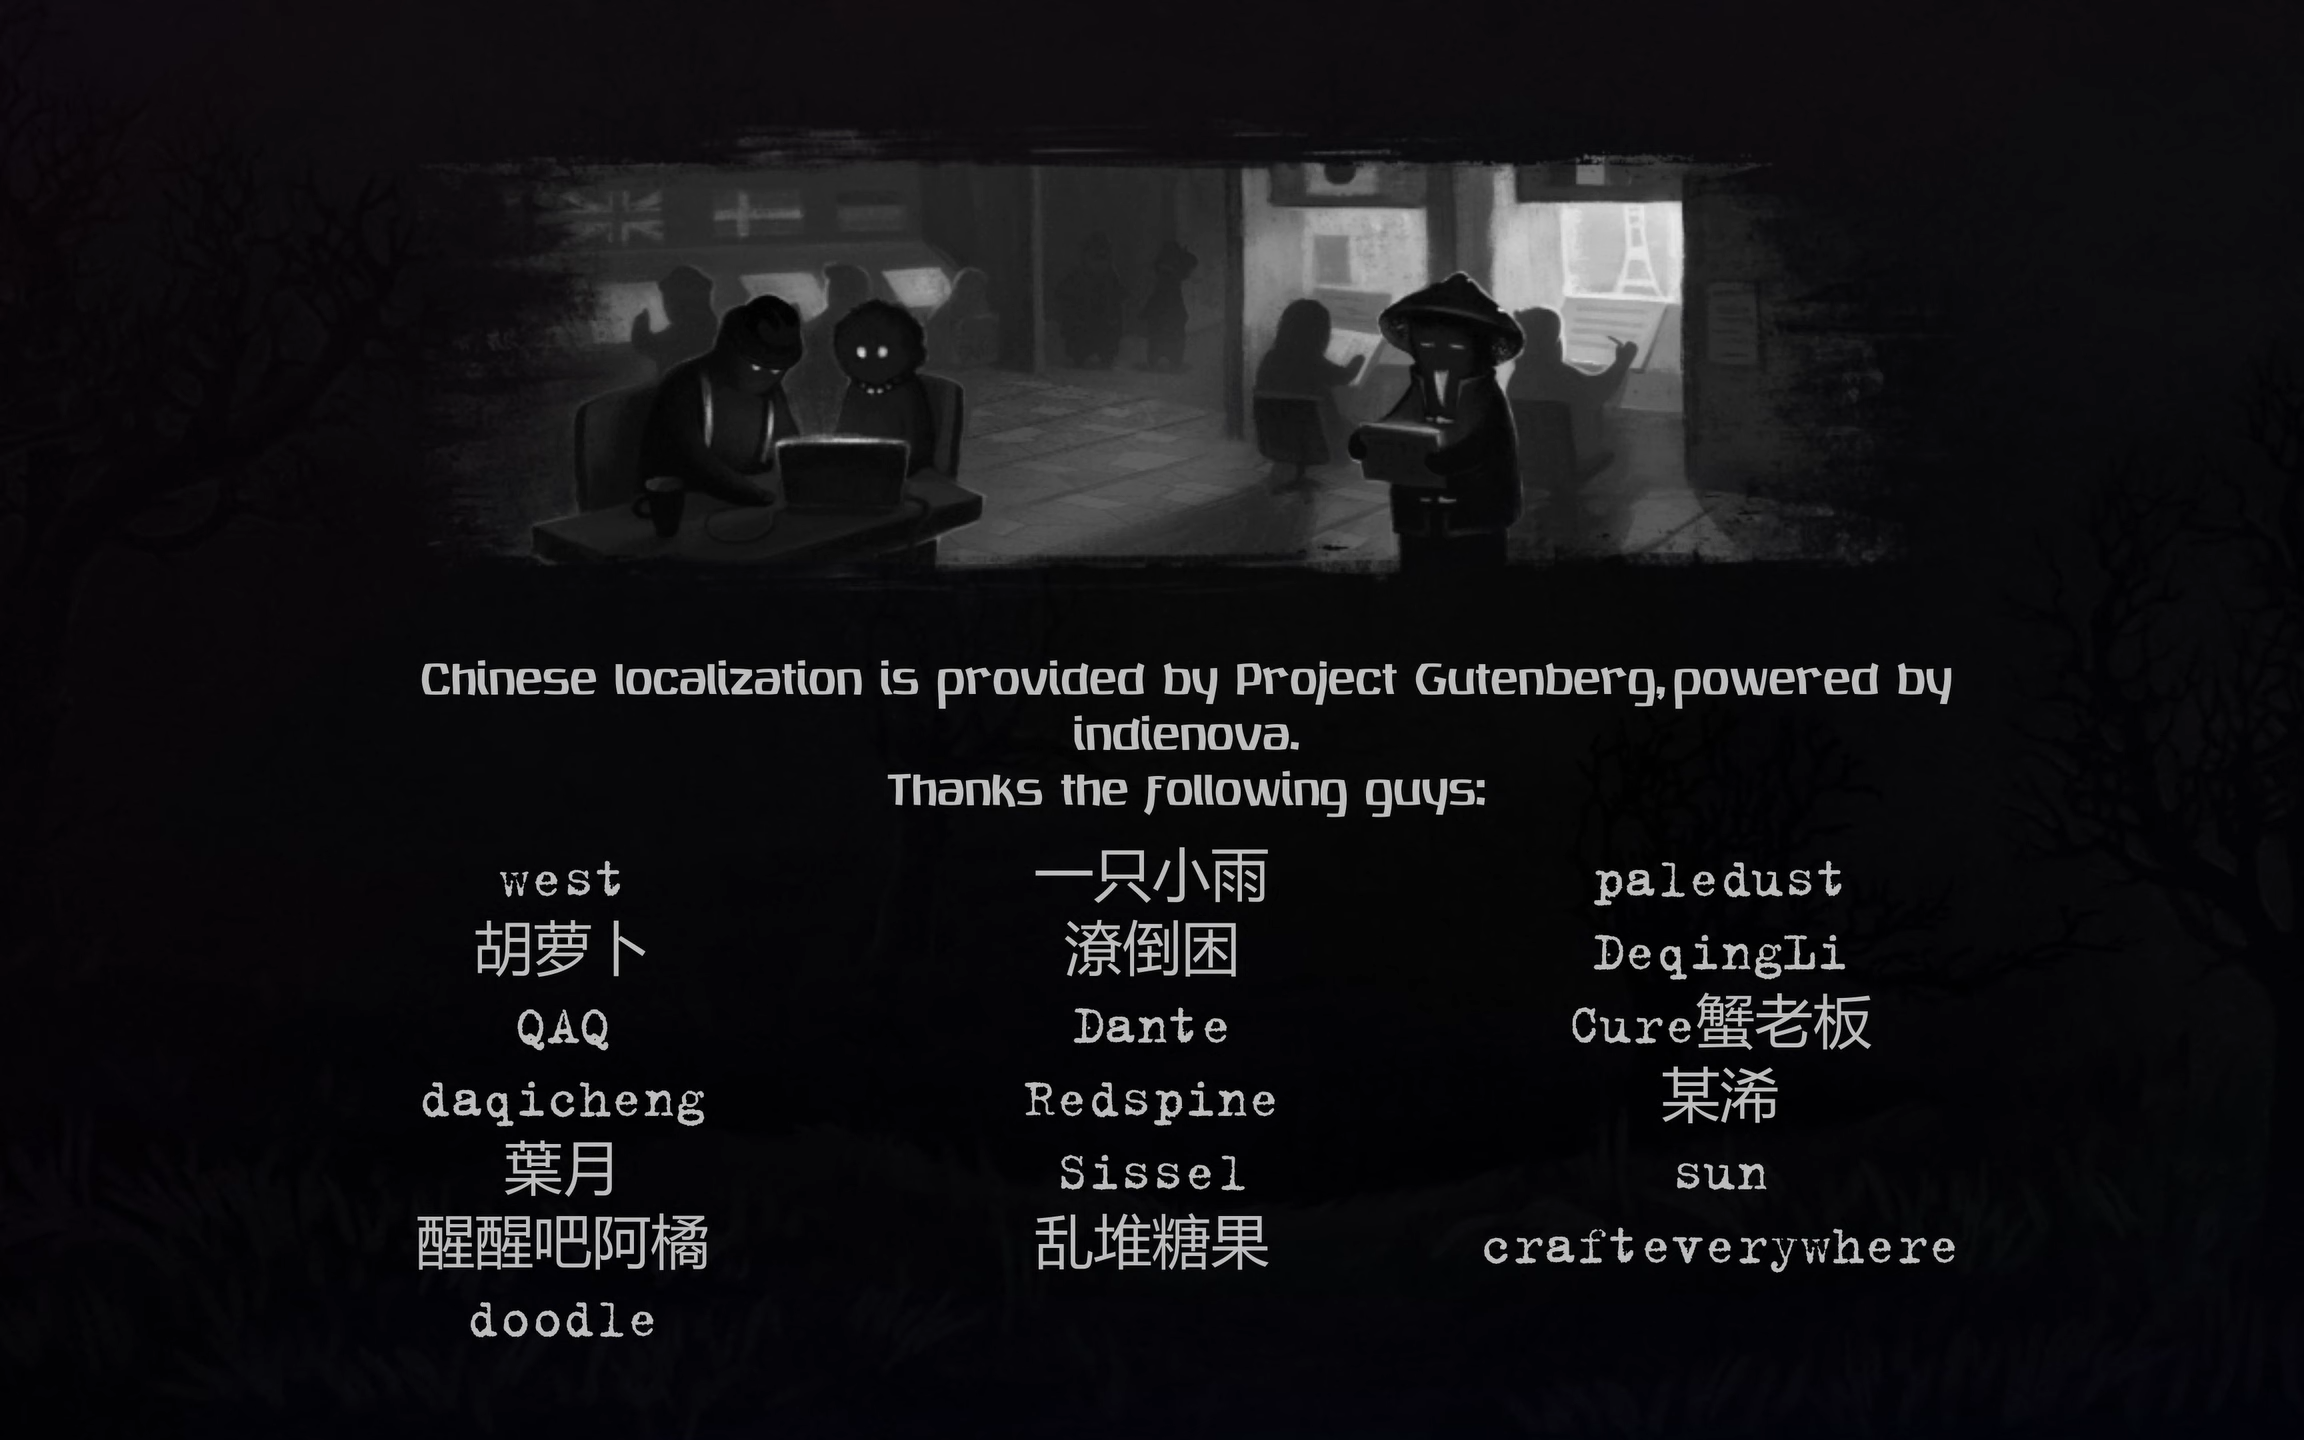 Chinese localization is provided by Project Gutenberg,powered by
indienova.
Thanks the following guys:
west 一只小雨 paledust
胡萝卜 潦倒困 DeqingLi
QAQ Dante Cure蟹老板
daqicheng Redspine 某浠
葉月 Sissel sun
醒醒吧阿橘 乱堆糖果 crafteverywhere
doodle